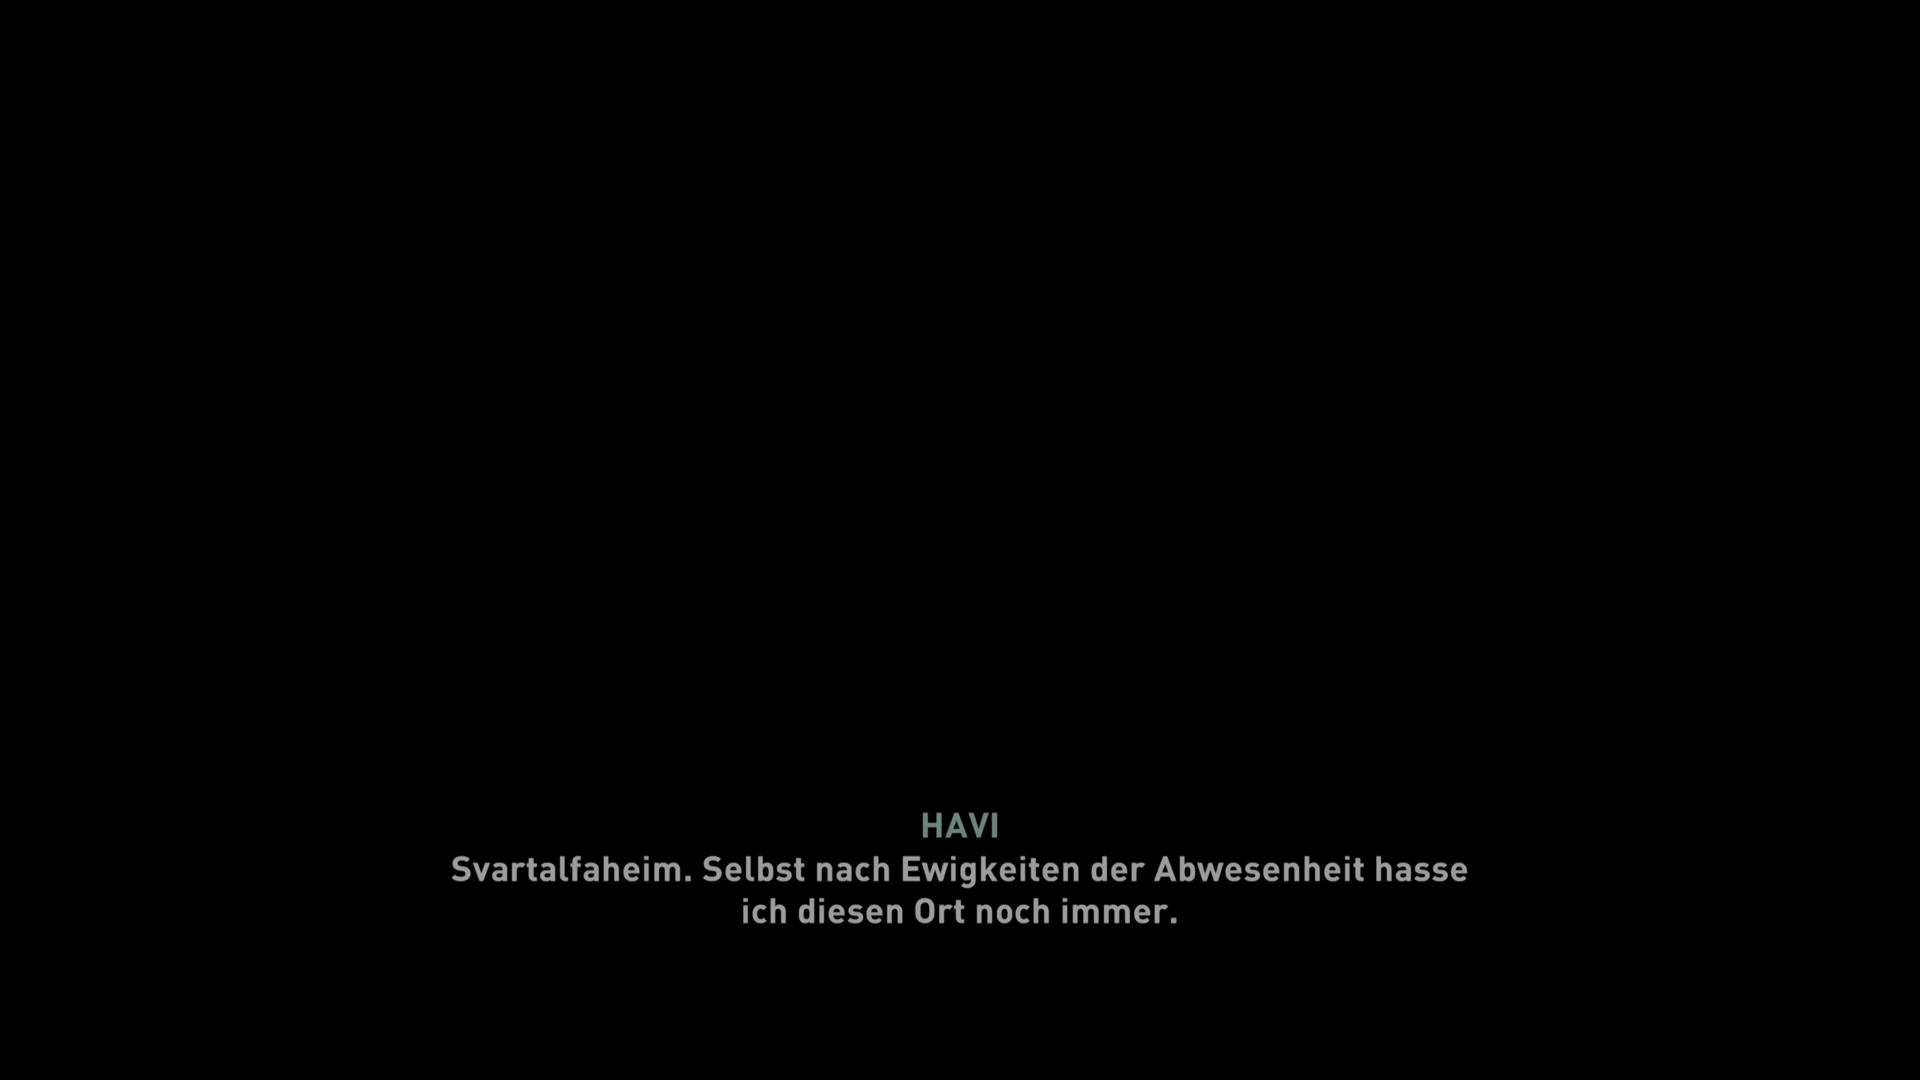 HAVI
Svartalfaheim. Selbst nach Ewigkeiten der Abwesenheit hasse
ich diesen Ort noch immer.